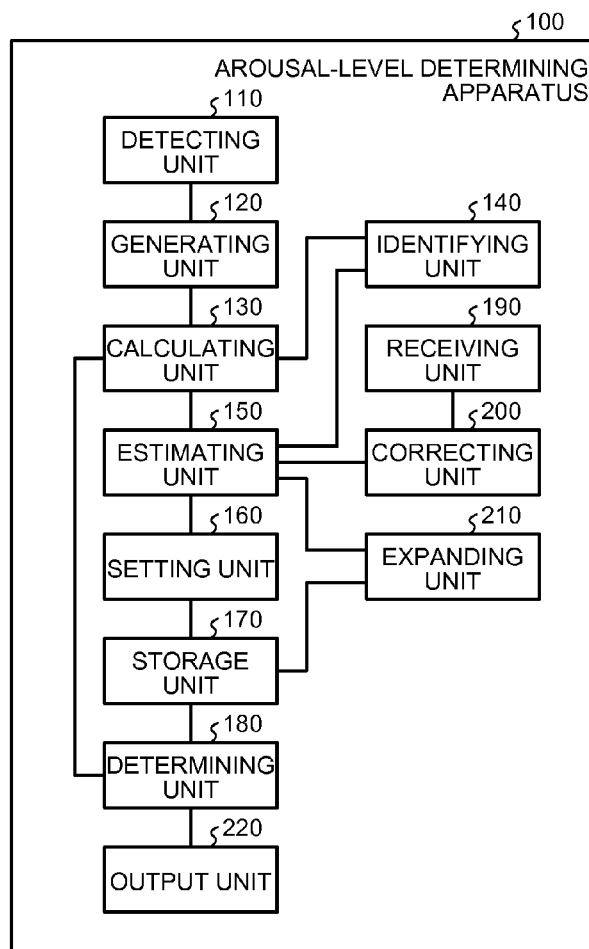 100
AROUSAL-LEVEL DETERMINING
APPARATUS
110
DETECTING
UNIT
120
GENERATING
UNIT
140
IDENTIFYING
UNIT
130
CALCULATING
UNIT
190
RECEIVING
UNIT
150
ESTIMATING
UNIT
200
CORRECTING
UNIT
160
SETTING UNIT
210
EXPANDING
UNIT
170
STORAGE
UNIT
180
DETERMINING
UNIT
220
OUTPUT UNIT